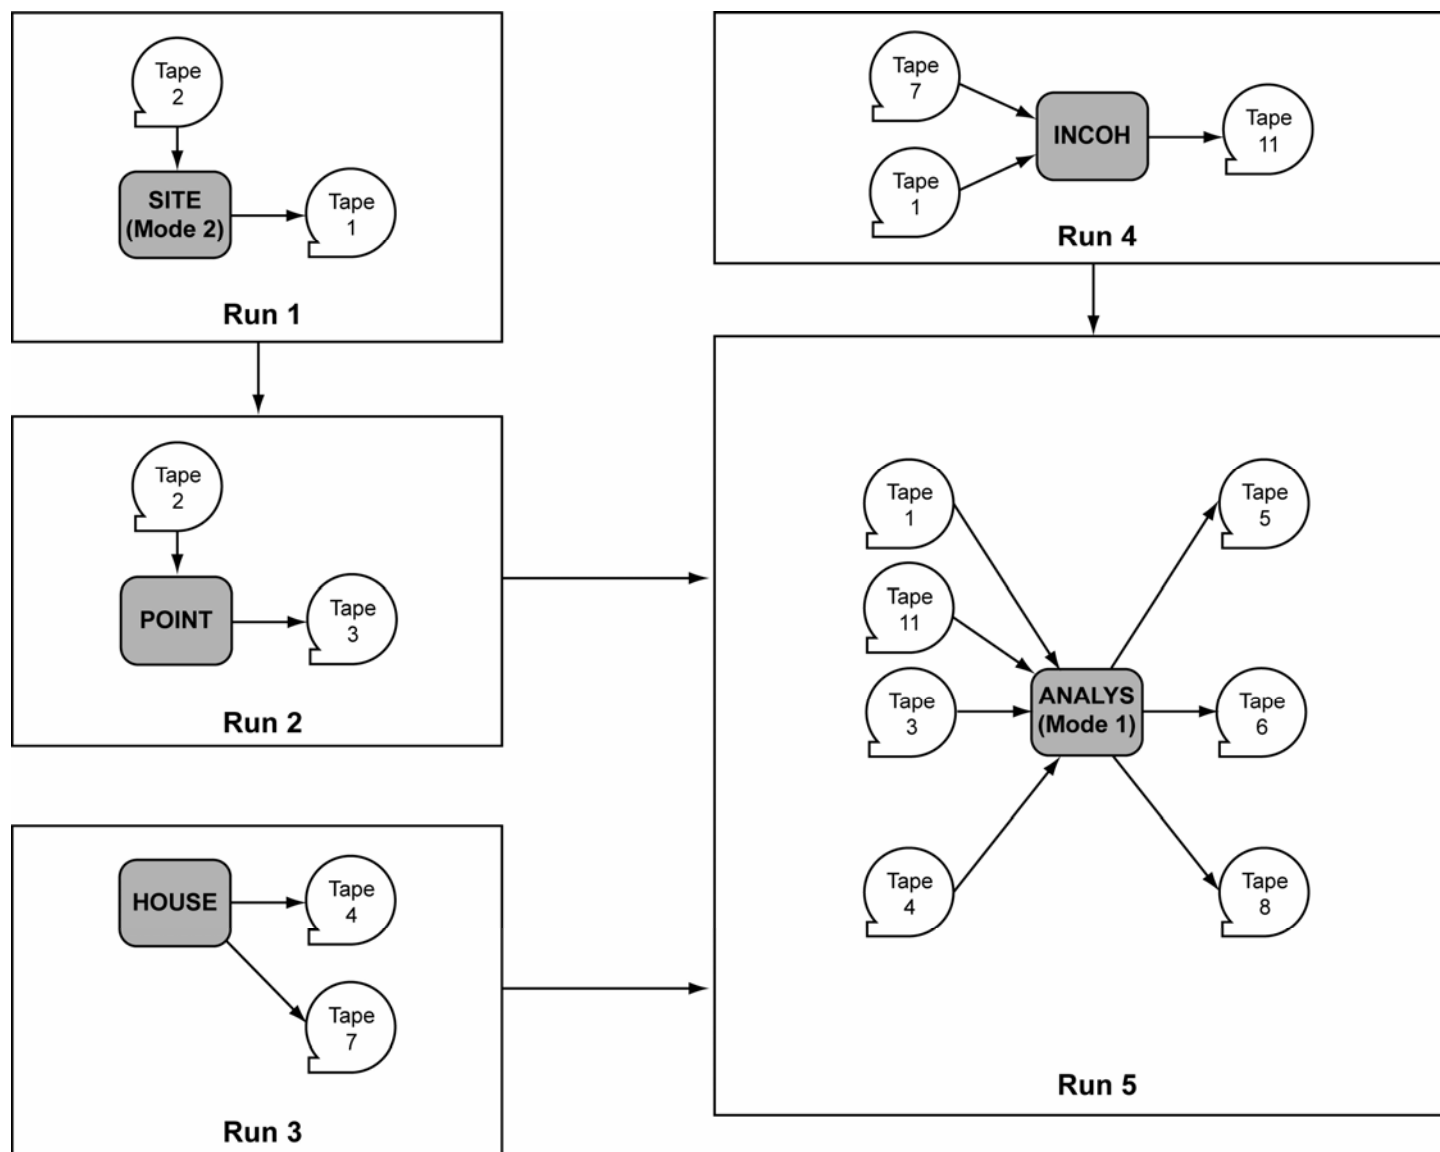 Tape
2
SITE
(Mode 2)
Tape
1
Run 1
Tape
2
POINT
Tape
3
Run 2
HOUSE
Tape
4
Tape
7
Run 3
Tape
7
Tape
1
INCOH
Tape
11
Run 4
Tape
1
Tape
11
Tape
3
Tape
4
ANALYS
(Mode 1)
Tape
5
Tape
6
Tape
8
Run 5